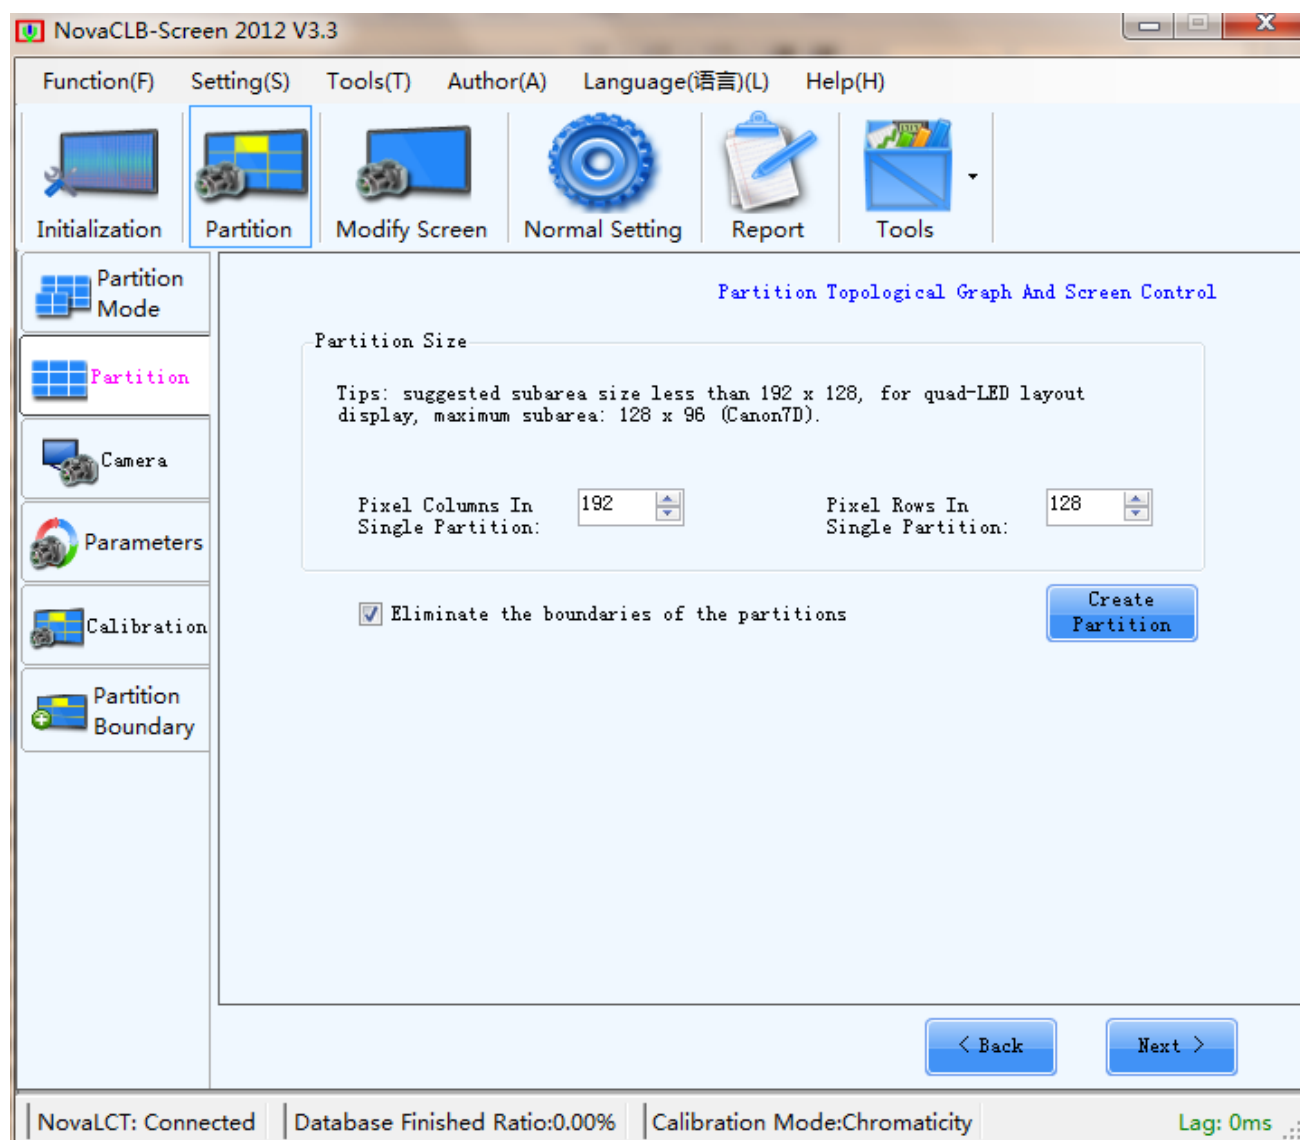 NovaCLB-Screen 2012 V3.3
Function(F) Setting(S) Tools(T) Author(A) Language(语言)(L) Help(H)
Initialization Partition Modify Screen Normal Setting Report Tools
Partition
Mode
Partition
Camera
Parameters
Calibration
Partition
Boundary
Partition Topological Graph And Screen Control
Partition Size
Tips: suggested subarea size less than 192 x 128, for quad-LED layout
display, maximum subarea: 128 x 96 (Canon7D).
Pixel Columns In
Single Partition:
192
Pixel Rows In
Single Partition:
128
Eliminate the boundaries of the partitions
Create
Partition
< Back
Next >
NovaLCT: Connected Database Finished Ratio:0.00% Calibration Mode:Chromaticity Lag: 0ms